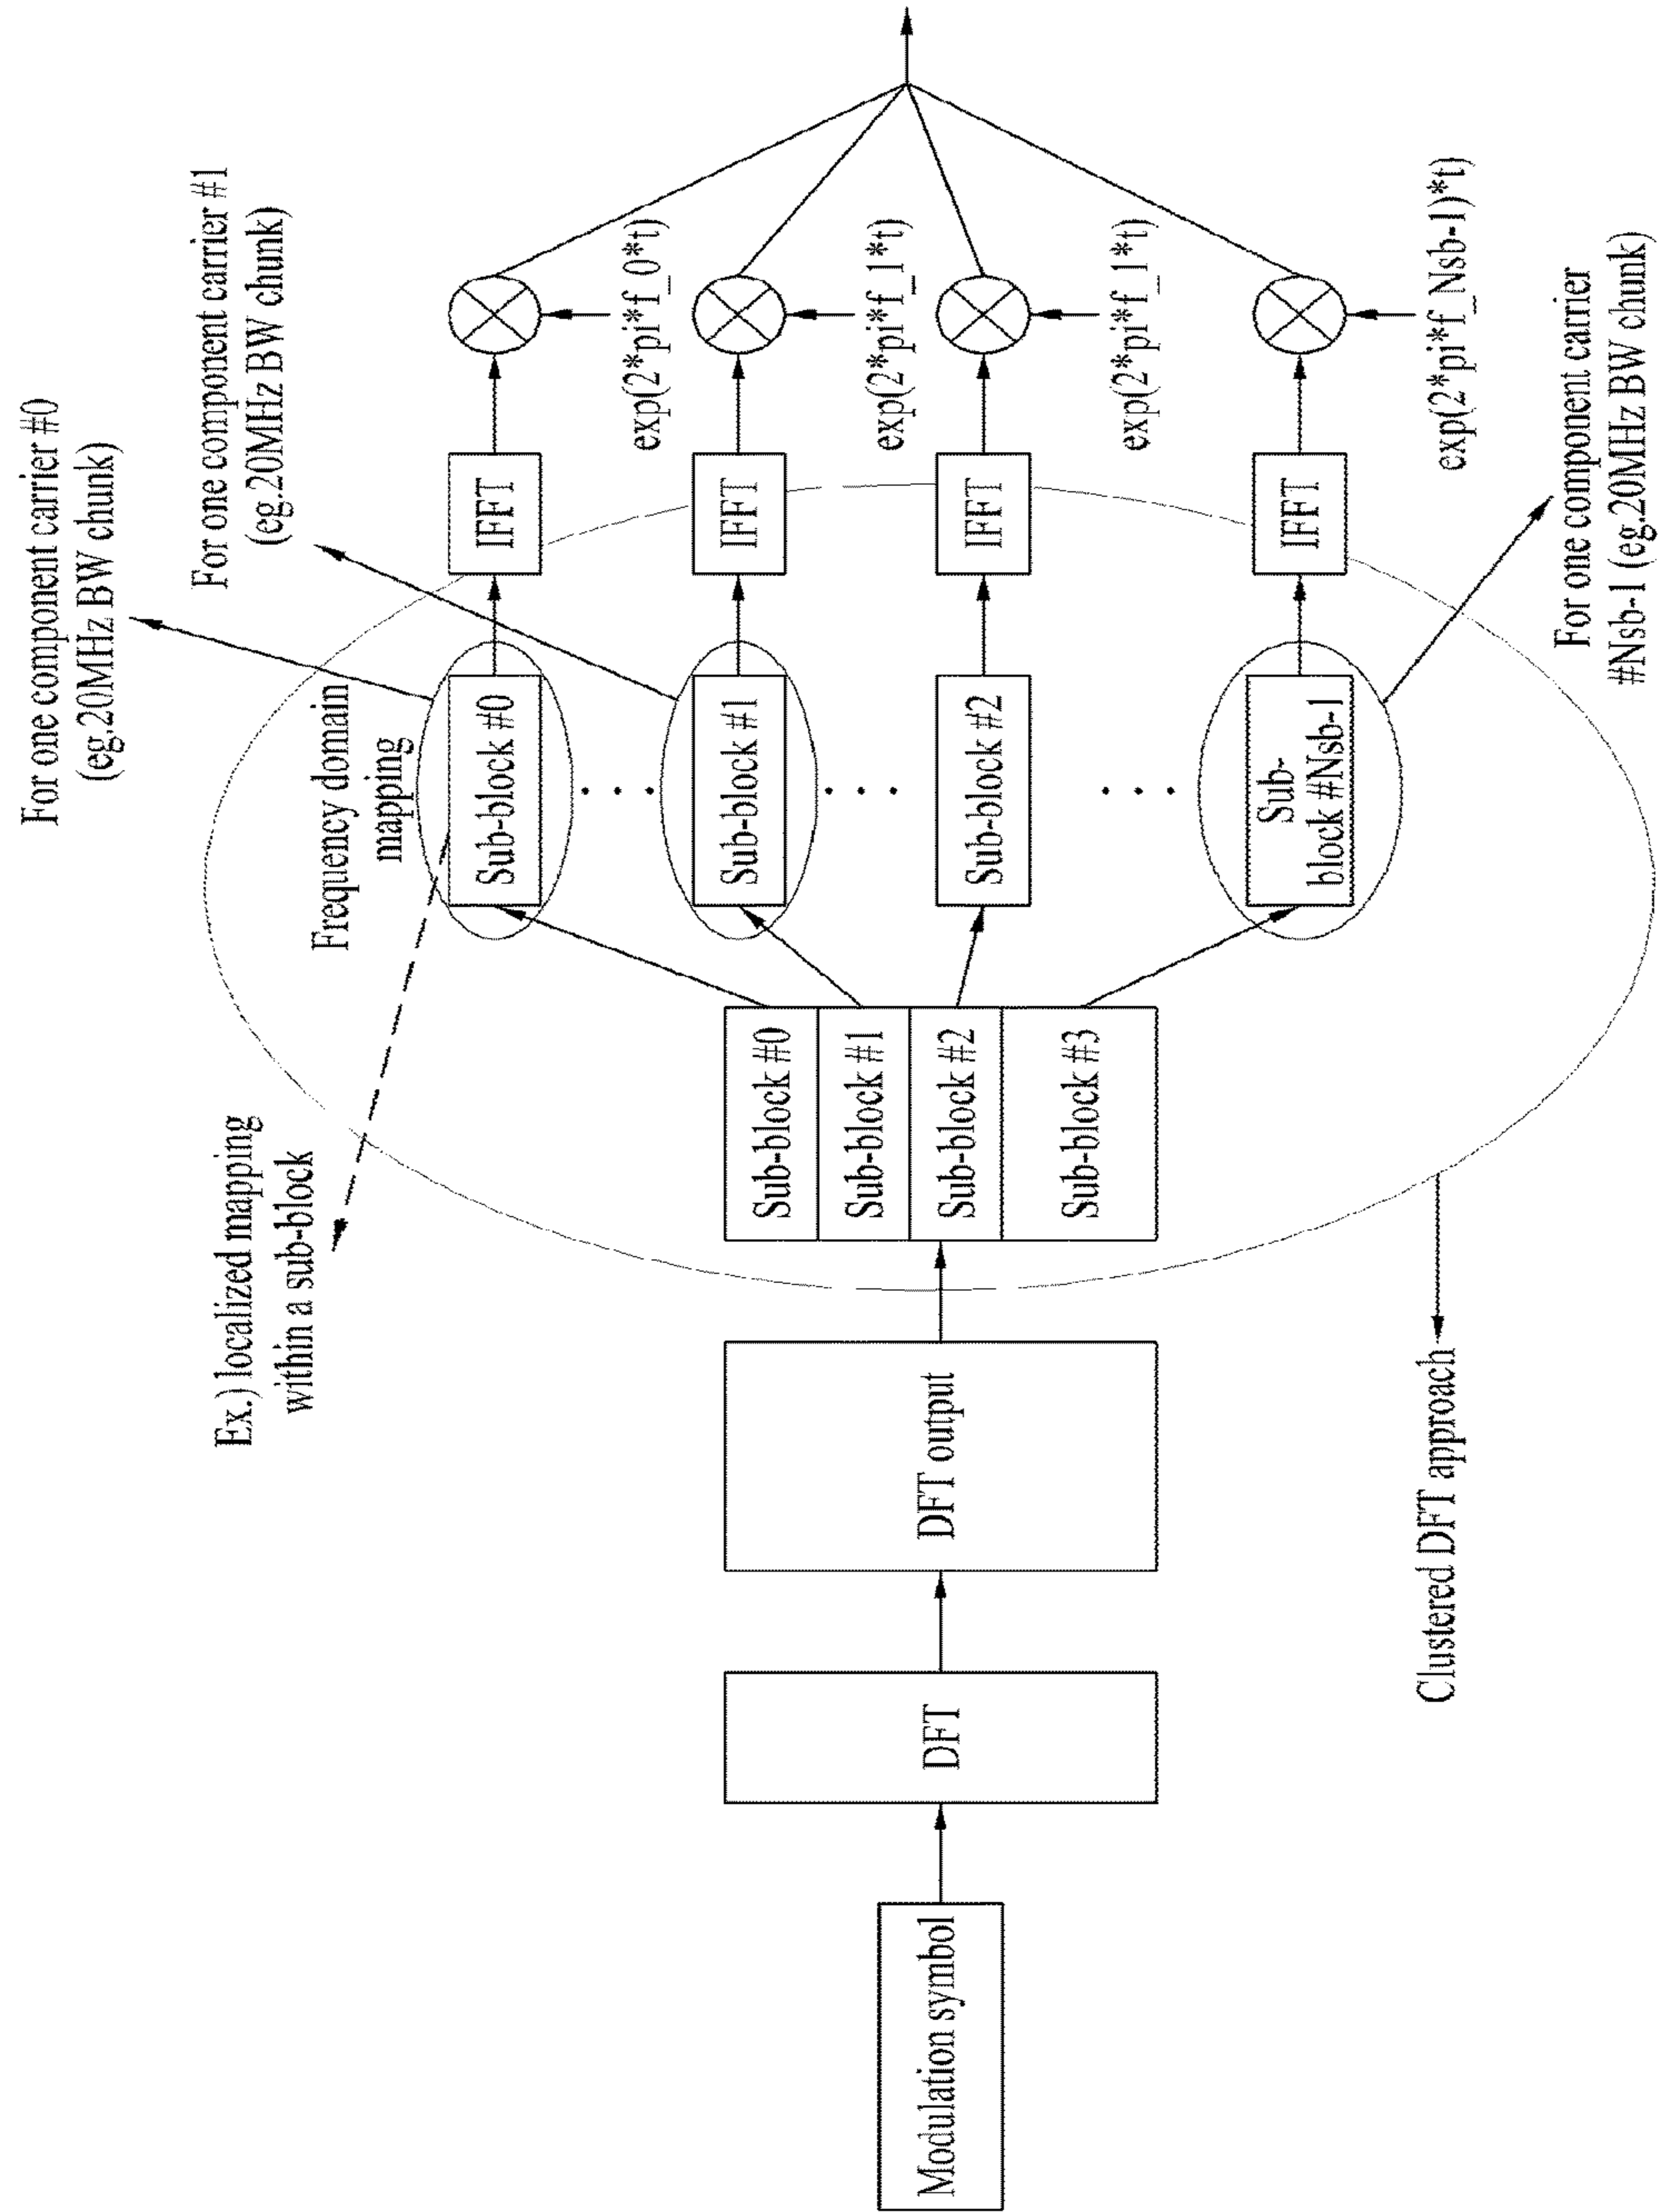 For one component carrier #0
(eg.20MHz BW chunk)
For one component carrier #1
(eg.20MHz BW chunk)
Ex.) localized mapping
within a sub-block
Frequency domain
mapping
Modulation symbol
DFT
DFT output
Sub-block #0
Sub-block #1
Sub-block #2
Sub-block #3
Sub-block #0
IFFT
exp(2*pi*f_0*t)
Sub-block #1
IFFT
exp(2*pi*f_1*t)
Sub-block #2
IFFT
exp(2*pi*f_1*t)
Sub-
block #Nsb-1
IFFT
exp(2*pi*f_Nsb-1)*t)
Clustered DFT approach
For one component carrier
#Nsb-1 (eg.20MHz BW chunk)